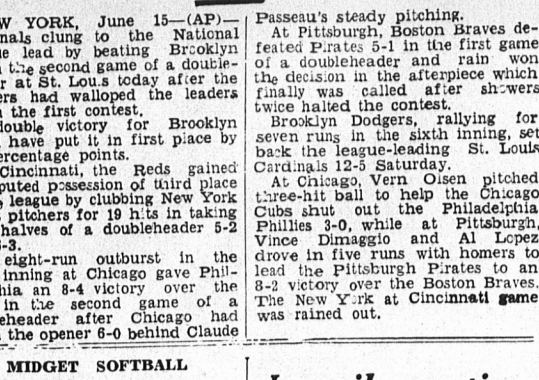 W YORK, June 15—(AP)—
nals clung to the National
e lead by beating Brooklyn
the second game of a double-
r at St. Lou.s today after the
ers had walloped the leaders
the first contest.
double victory for Brooklyn
have put it in first place by
ercentage points.
Cincinnati, the Reds gained
puted possession of third place
league by clubbing New York
pitchers for 19 hits in taking
halves of a doubleheader 5-2
-3.
eight-run outburst in the
inning at Chicago gave Phil-
hia an 8-4 victory over the
in the second game of a
eheader after Chicago had
the opener 6-0 behind Claude
MIDGET SOFTBALL
Passeau's steady pitching.
At Pittsburgh, Boston Braves de-
feated Pirates 5-1 in the first game
of a doubleheader and rain won
the decision in the afterpiece which
finally was called after showers
twice halted the contest.
Brooklyn Dodgers, rallying for
seven runs in the sixth inning, set
back the league-leading St. Louis
Cardinals 12-5 Saturday.
At Chicago, Vern Olsen pitched
three-hit ball to help the Chicago
Cubs shut out the Philadelphia
Phillies 3-0, while at Pittsburgh,
Vince Dimaggio and Al Lopez
drove in five runs with homers to
lead the Pittsburgh Pirates to an
8-2 victory over the Boston Braves.
The New York at Cincinnati game
was rained out.